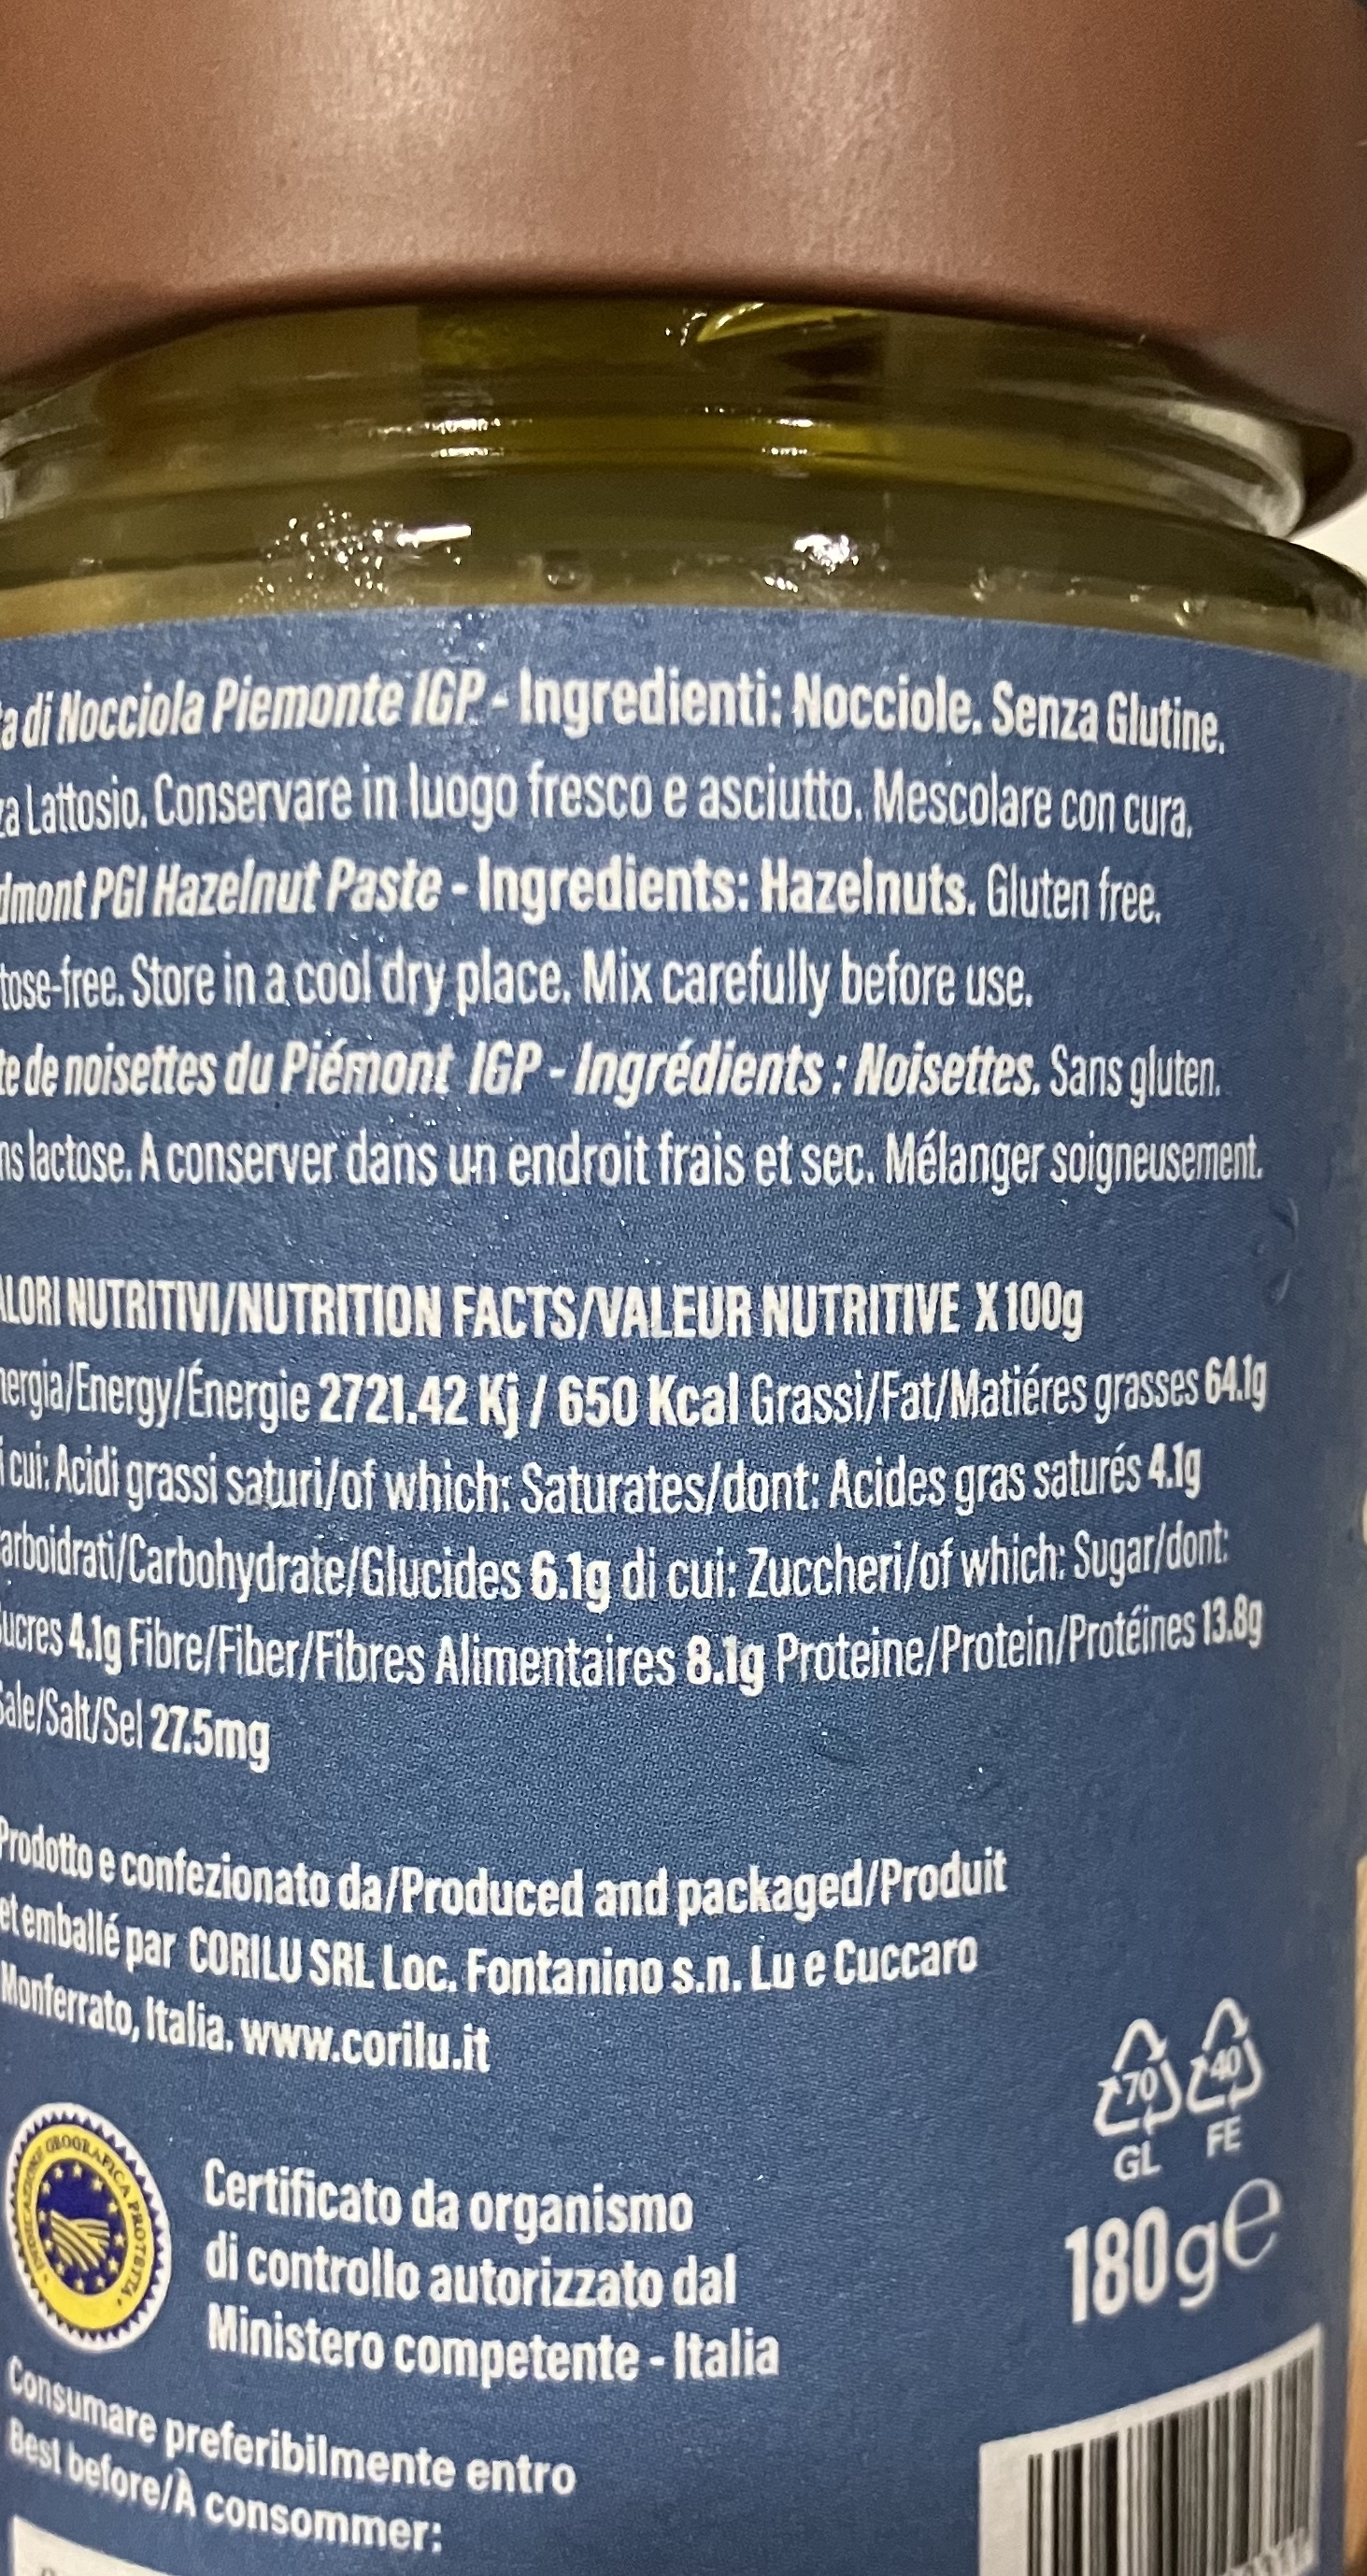 a di Nocciola Piemonte IGP - Ingredienti: Nocciole. Senza Glutine.
za Lattosio. Conservare in luogo fresco e asciutto. Mescolare con cura.
dmont PGI Hazelnut Paste - Ingredients: Hazelnuts. Gluten free.
tose-free. Store in a cool dry place. Mix carefully before use.
te de noisettes du Piémont IGP - Ingrédients : Noisettes. Sans gluten.
ns lactose. A conserver dans un endroit frais et sec. Mélanger soigneusement.
ALORI NUTRITIVI/NUTRITION FACTS/VALEUR NUTRITIVE X 100g
nergia/Energy/Énergie 2721.42 Kj / 650 Kcal Grassi/Fat/Matiéres grasses 64.1g
i cui: Acidi grassi saturi/of which: Saturates/dont: Acides gras saturés 4.1g
arboidrati/Carbohydrate/Glucides 6.1g di cui: Zuccheri/of which: Sugar/dont:
Sucres 4.1g Fibre/Fiber/Fibres Alimentaires 8.1g Proteine/Protein/Protéines 13.8g
Sale/Salt/Sel 27.5mg
Prodotto e confezionato da/Produced and packaged/Produit
et emballé par CORILU SRL Loc. Fontanino s.n. Lu e Cuccaro
Monferrato, Italia. www.corilu.it
70 40
GL FE
INDICAZIONE GEOGRAFICA PROTETTA
Certificato da organismo
di controllo autorizzato dal
Ministero competente - Italia
180g e
Consumare preferibilmente entro
Best before/À consommer: